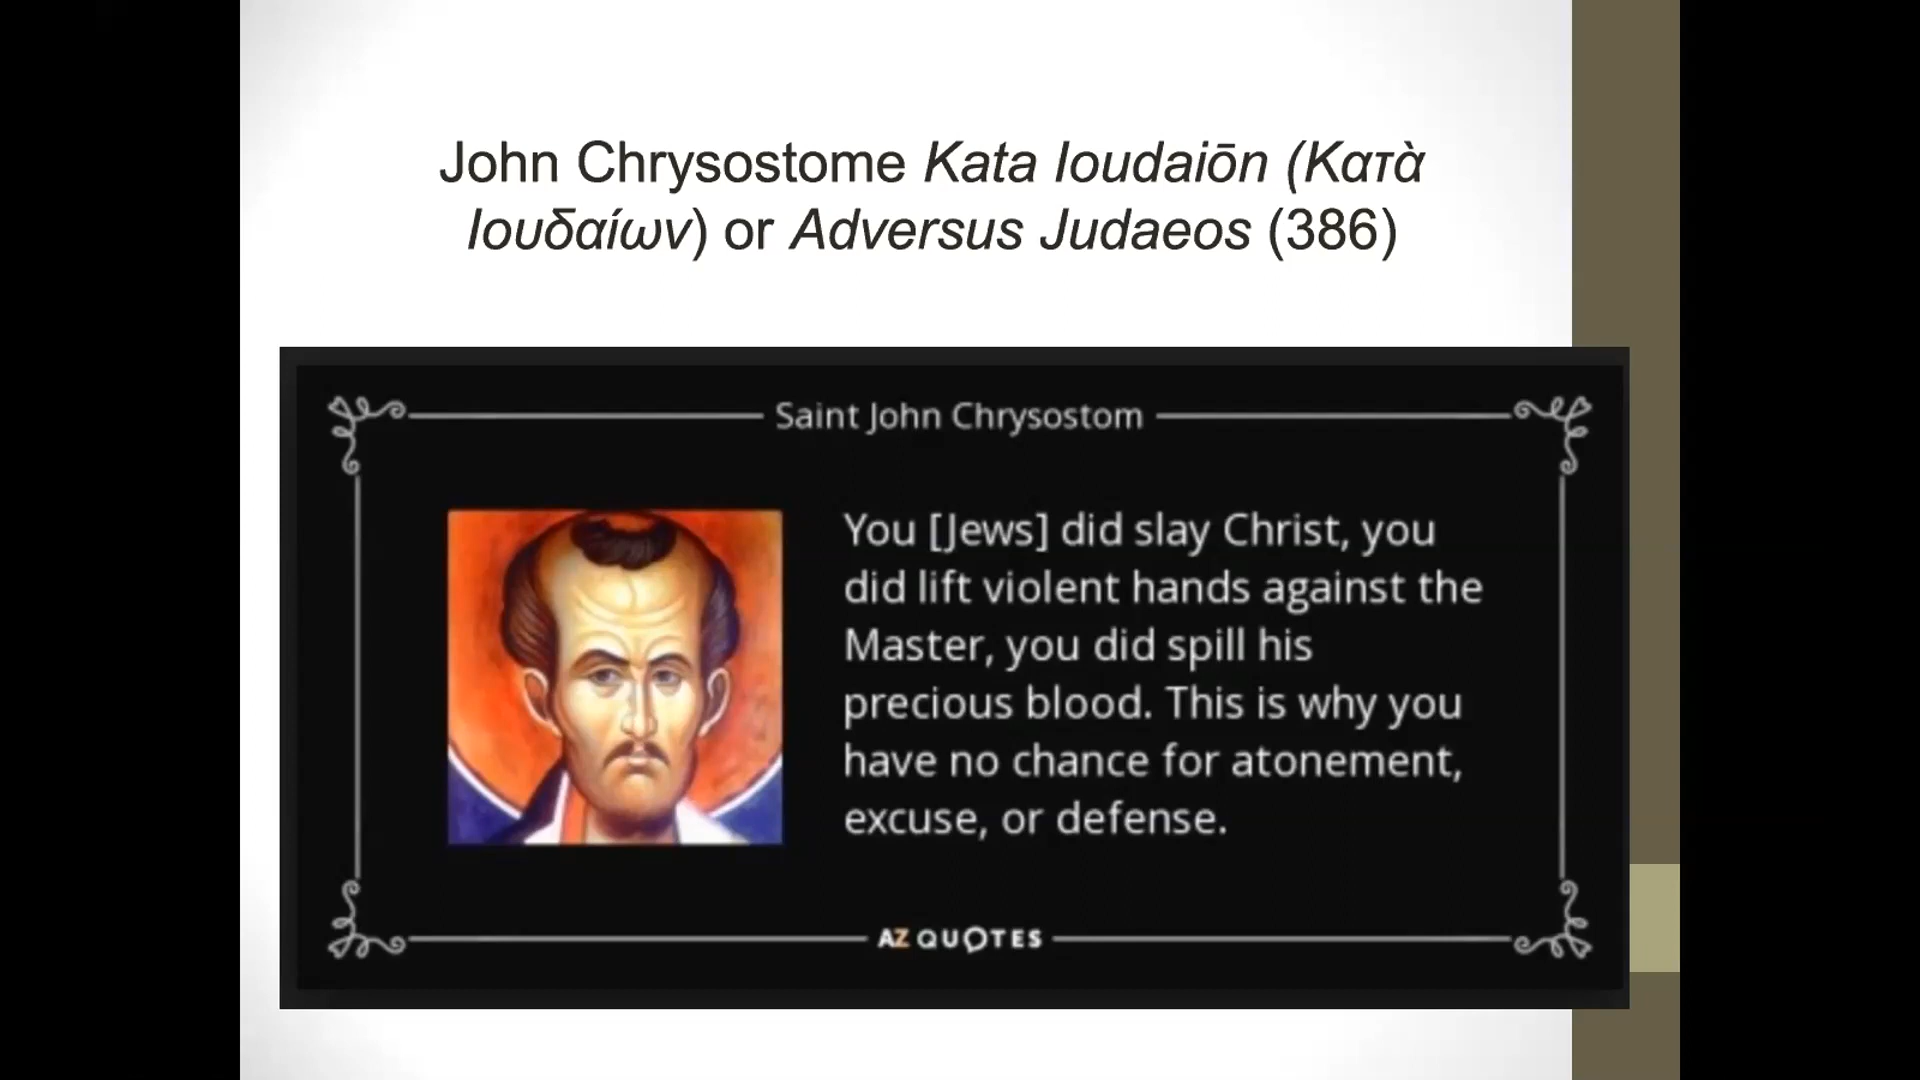 John Chrysostome Kata Ioudaiōn (Κατὰ
Ιουδαίων) or Adversus Judaeos (386)
Saint John Chrysostom
You [Jews] did slay Christ, you
did lift violent hands against the
Master, you did spill his
precious blood. This is why you
have no chance for atonement,
excuse, or defense.
AZ QUOTES